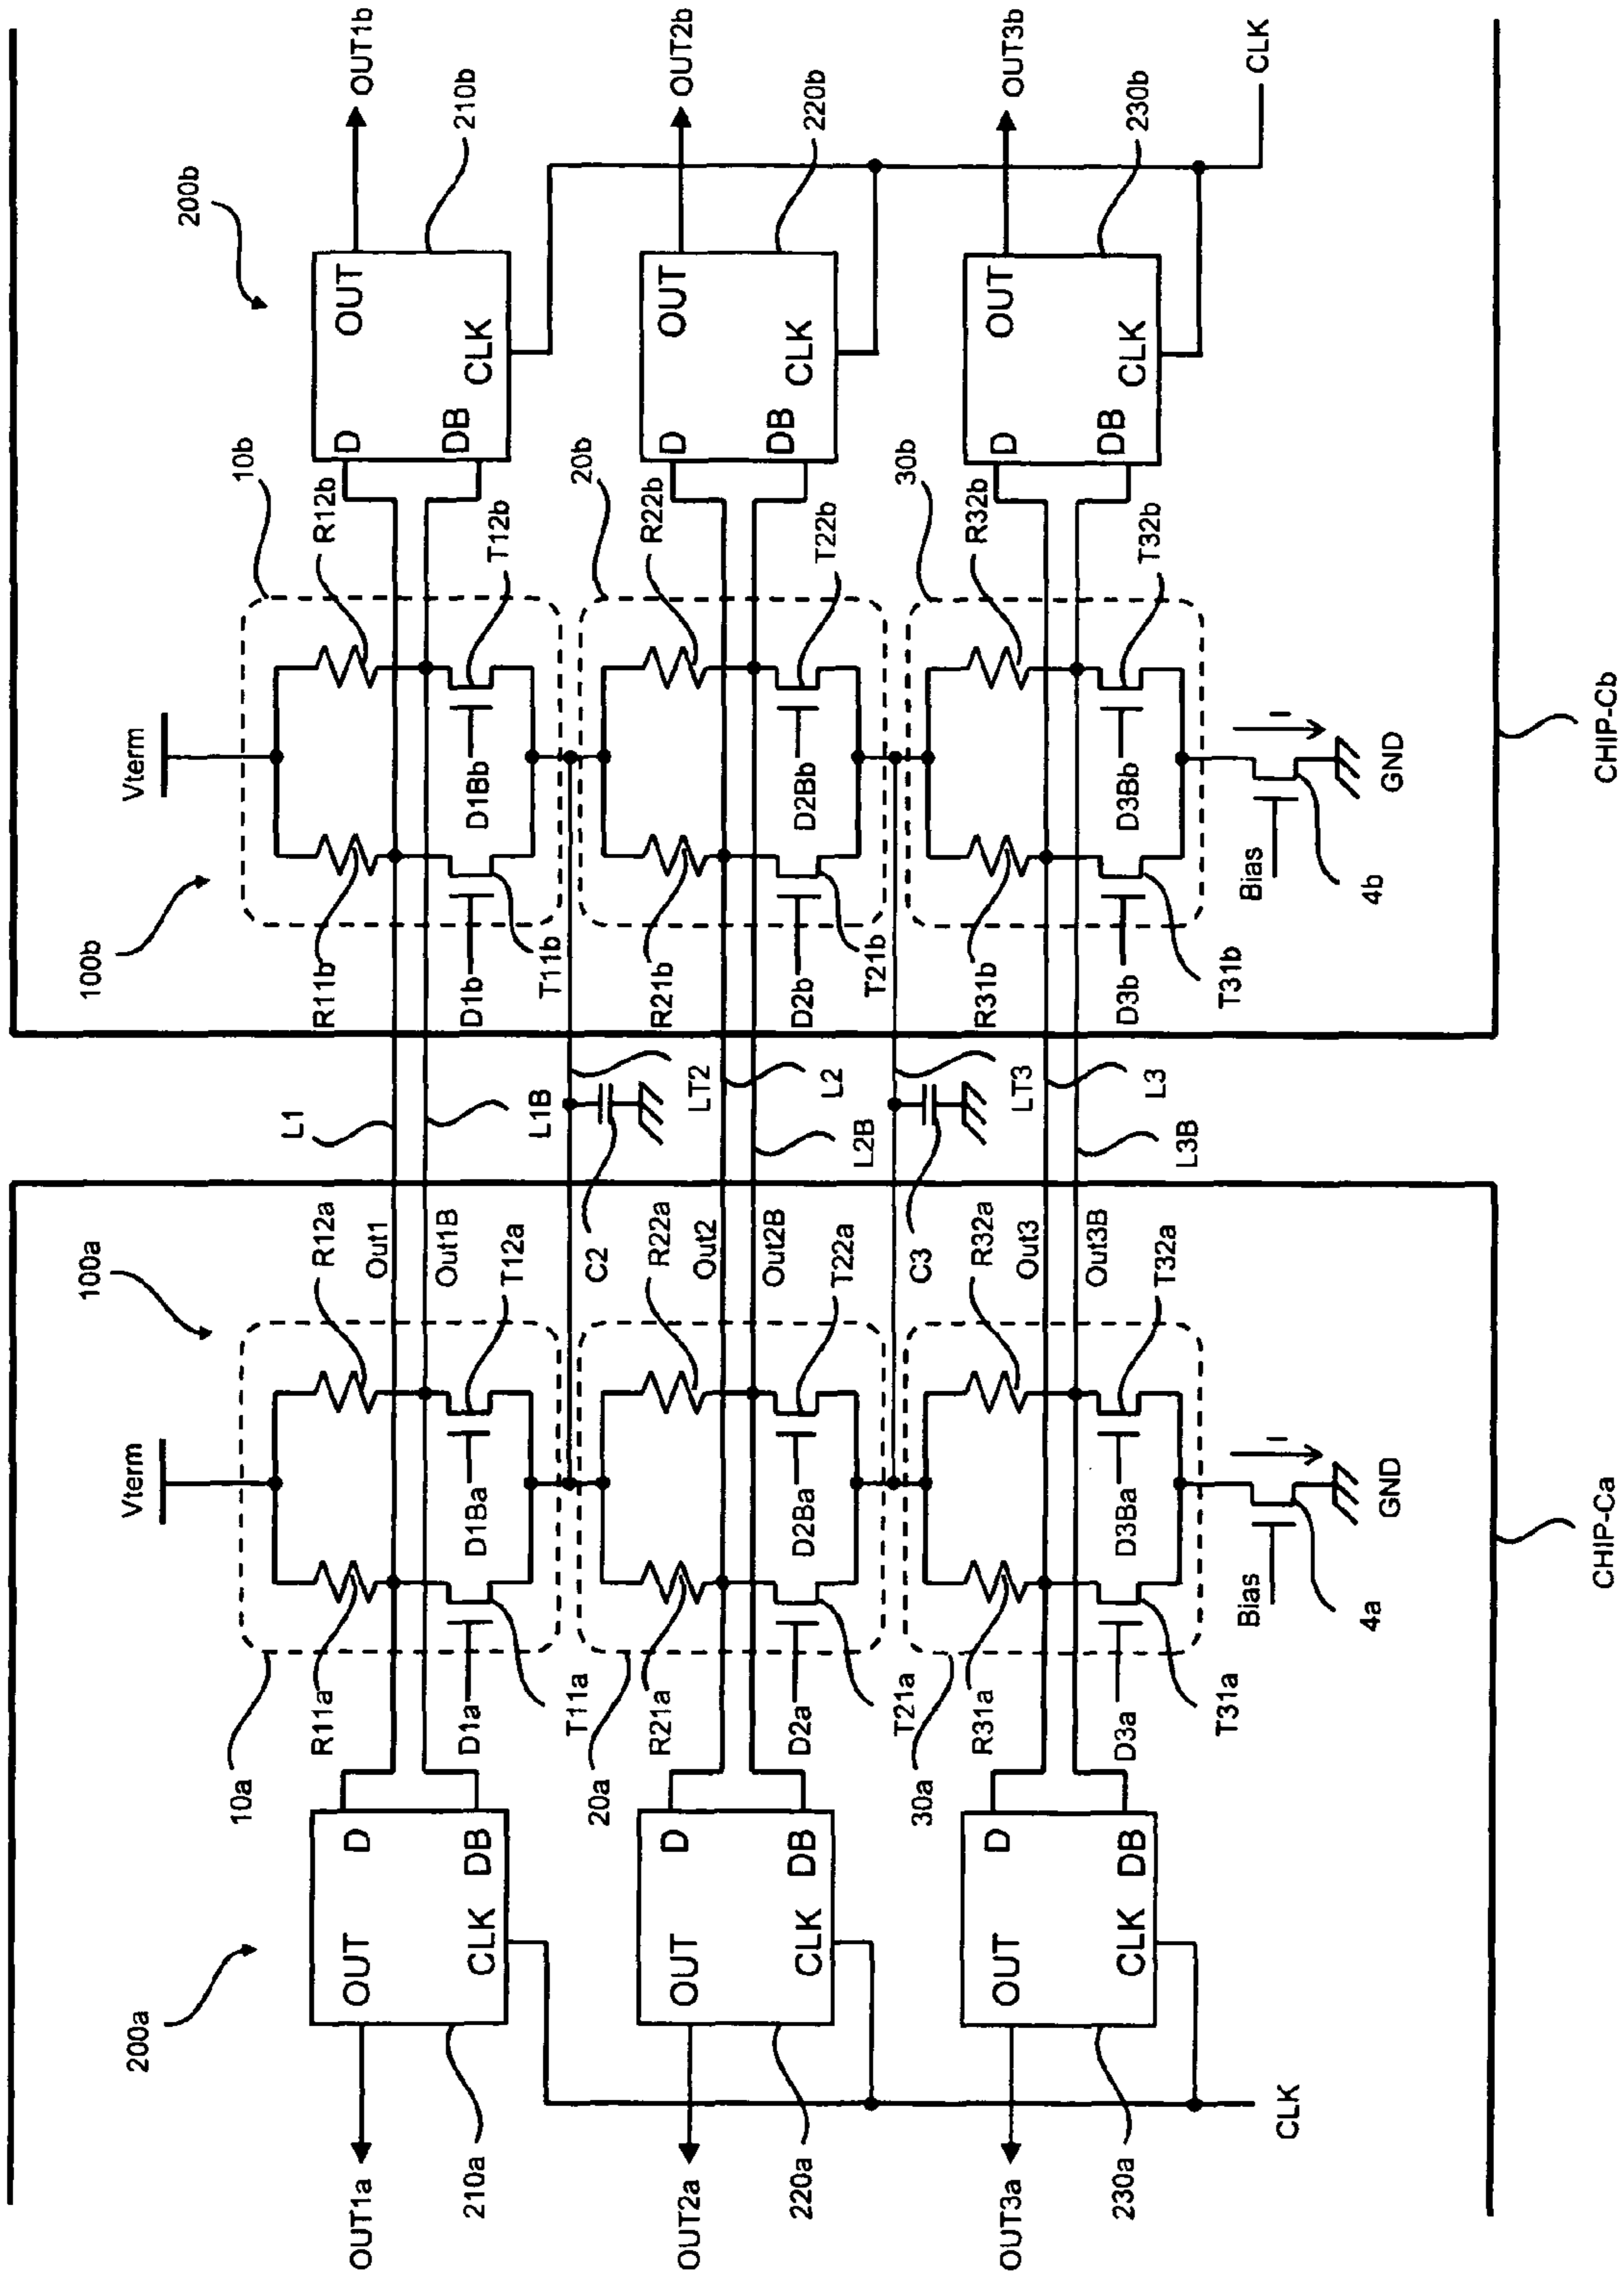 CHIP-Ca
CHIP-Cb
200a
100a
100b
200b
Vterm
Vterm
OUT1a
210a
OUT
D
DB
CLK
10a
R11a
R12a
D1a
D1Ba
T11a
T12a
Out1
Out1B
L1
L1B
R11b
R12b
10b
D1b
D1Bb
T11b
T12b
D
DB
OUT
CLK
210b
OUT1b
C2
LT2
OUT2a
220a
OUT
D
DB
CLK
20a
R21a
R22a
D2a
D2Ba
T21a
T22a
Out2
Out2B
L2
L2B
R21b
R22b
20b
D2b
D2Bb
T21b
T22b
D
DB
OUT
CLK
220b
OUT2b
C3
LT3
OUT3a
230a
OUT
D
DB
CLK
30a
R31a
R32a
D3a
D3Ba
T31a
T32a
Out3
Out3B
L3
L3B
R31b
R32b
30b
D3b
D3Bb
T31b
T32b
D
DB
OUT
CLK
230b
OUT3b
CLK
Bias
4a
I
GND
Bias
4b
I
GND
CLK